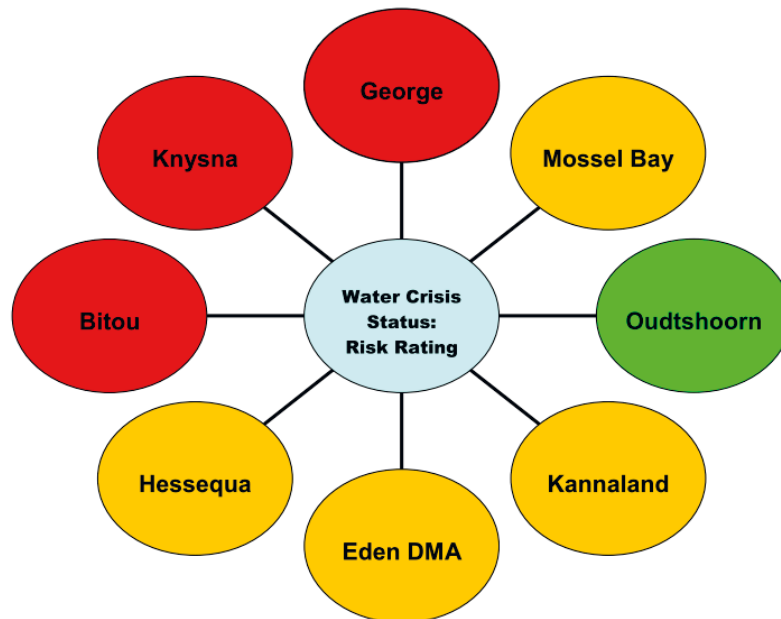 George
Knysna
Mossel Bay
Water Crisis
Status:
Risk Rating
Bitou
Oudtshoorn
Hessequa
Kannaland
Eden DMA